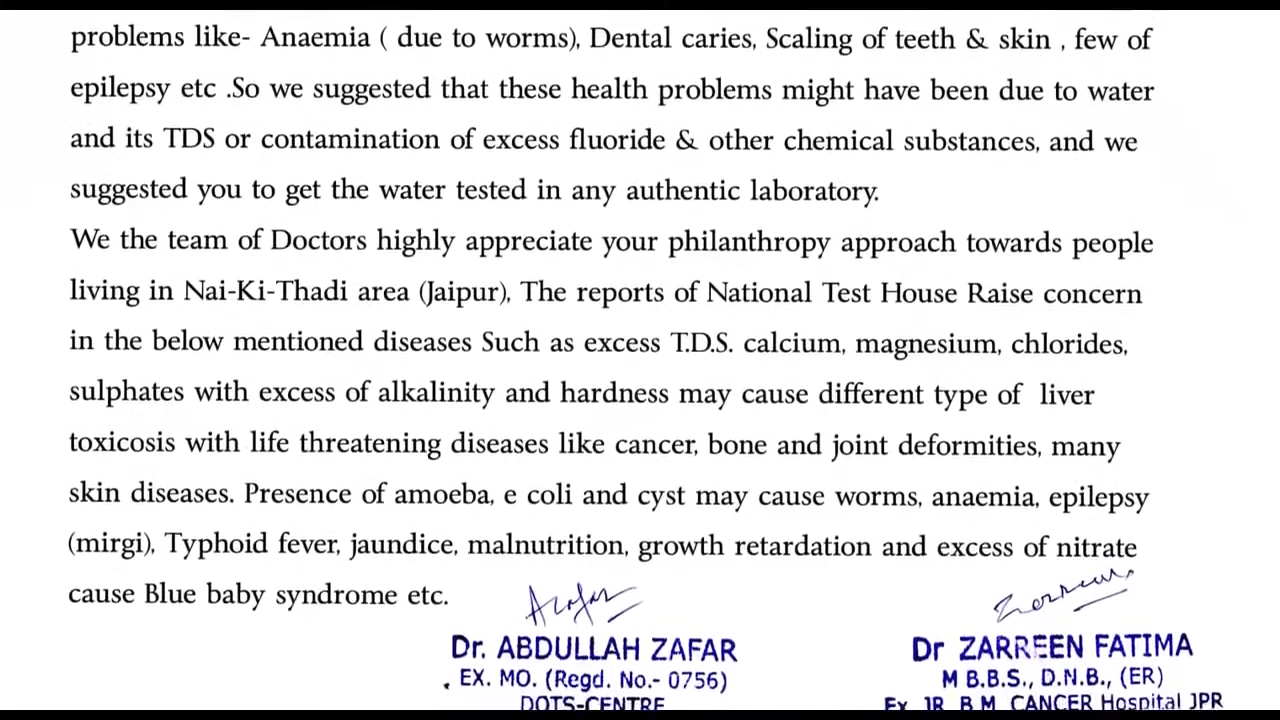 problems like- Anaemia ( due to worms), Dental caries, Scaling of teeth & skin , few of
epilepsy etc .So we suggested that these health problems might have been due to water
and its TDS or contamination of excess fluoride & other chemical substances, and we
suggested you to get the water tested in any authentic laboratory.
We the team of Doctors highly appreciate your philanthropy approach towards people
living in Nai-Ki-Thadi area (Jaipur), The reports of National Test House Raise concern
in the below mentioned diseases Such as excess T.D.S. calcium, magnesium, chlorides,
sulphates with excess of alkalinity and hardness may cause different type of liver
toxicosis with life threatening diseases like cancer, bone and joint deformities, many
skin diseases. Presence of amoeba, e coli and cyst may cause worms, anaemia, epilepsy
(mirgi), Typhoid fever, jaundice, malnutrition, growth retardation and excess of nitrate
cause Blue baby syndrome etc.
Azafar
Zarreen
Dr. ABDULLAH ZAFAR
Dr ZARREEN FATIMA
EX. MO. (Regd. No.- 0756)
M B.B.S., D.N.B., (ER)
DOTS-CENTRE
Ex. JR. B.M. CANCER Hospital JPR